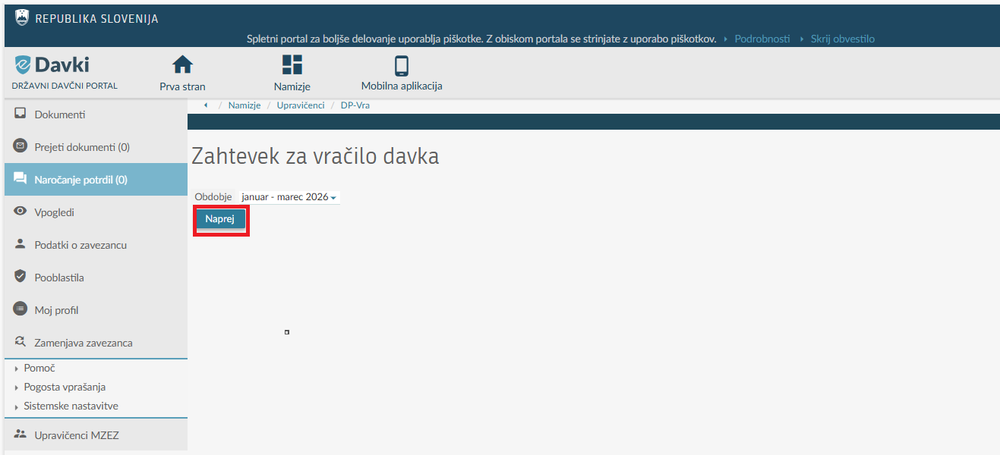 REPUBLIKA SLOVENIJA
Spletni portal za boljše delovanje uporablja piškotke. Z obiskom portala se strinjate z uporabo piškotkov. Podrobnosti Skrij obvestilo
eDavki
DRŽAVNI DAVČNI PORTAL
Prva stran
Namizje
Mobilna aplikacija
/ Namizje / Upravičenci / DP-Vra
Dokumenti
Prejeti dokumenti (0)
Naročanje potrdil (0)
Vpogledi
Podatki o zavezancu
Pooblastila
Moj profil
Zamenjava zavezanca
Pomoč
Pogosta vprašanja
Sistemske nastavitve
Upravičenci MZEZ
Zahtevek za vračilo davka
Obdobje januar - marec 2026
Naprej